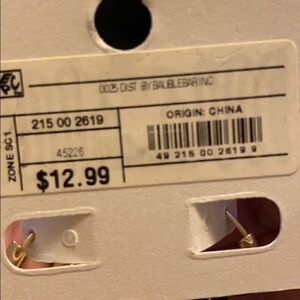 0025 DIST BY BAUBLEBAR INC
215 00 2619
ORIGIN: CHINA
ZONE SG1
45226
49 215 00 2619 9
$12.99